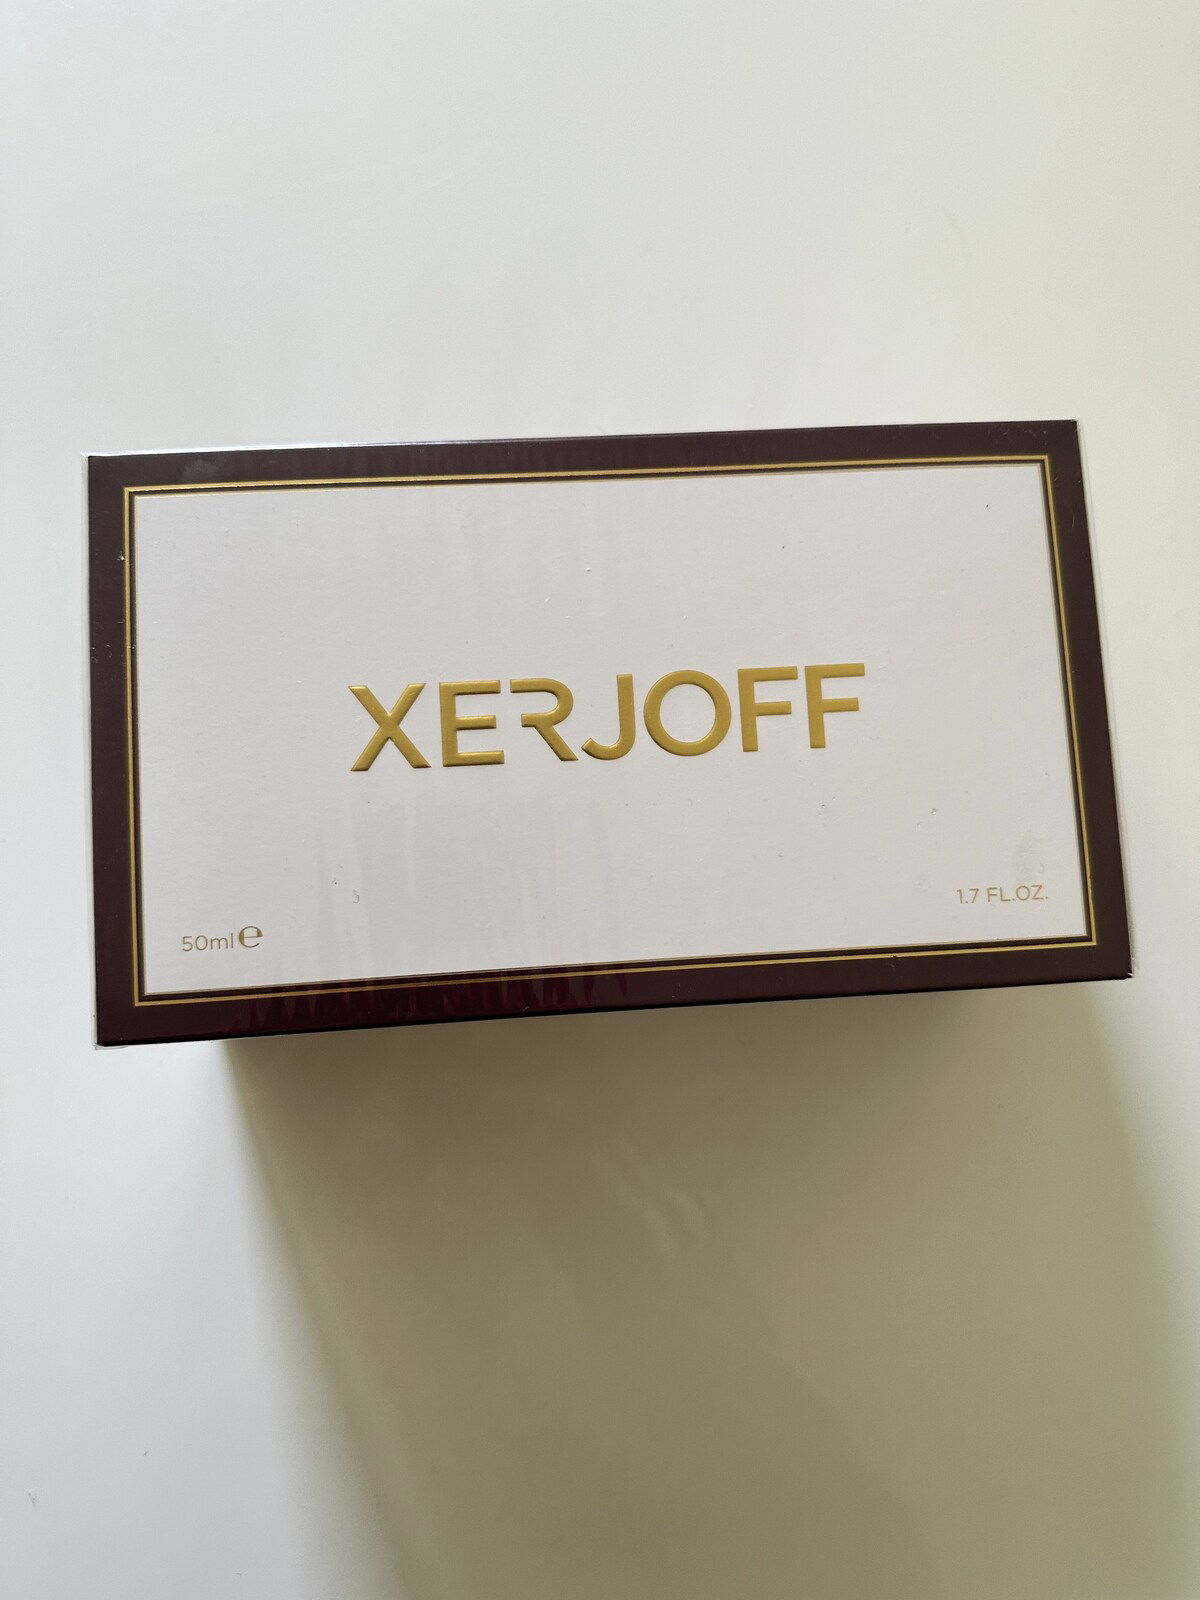 XERJOFF
50ml ℮
1.7 FL.OZ.